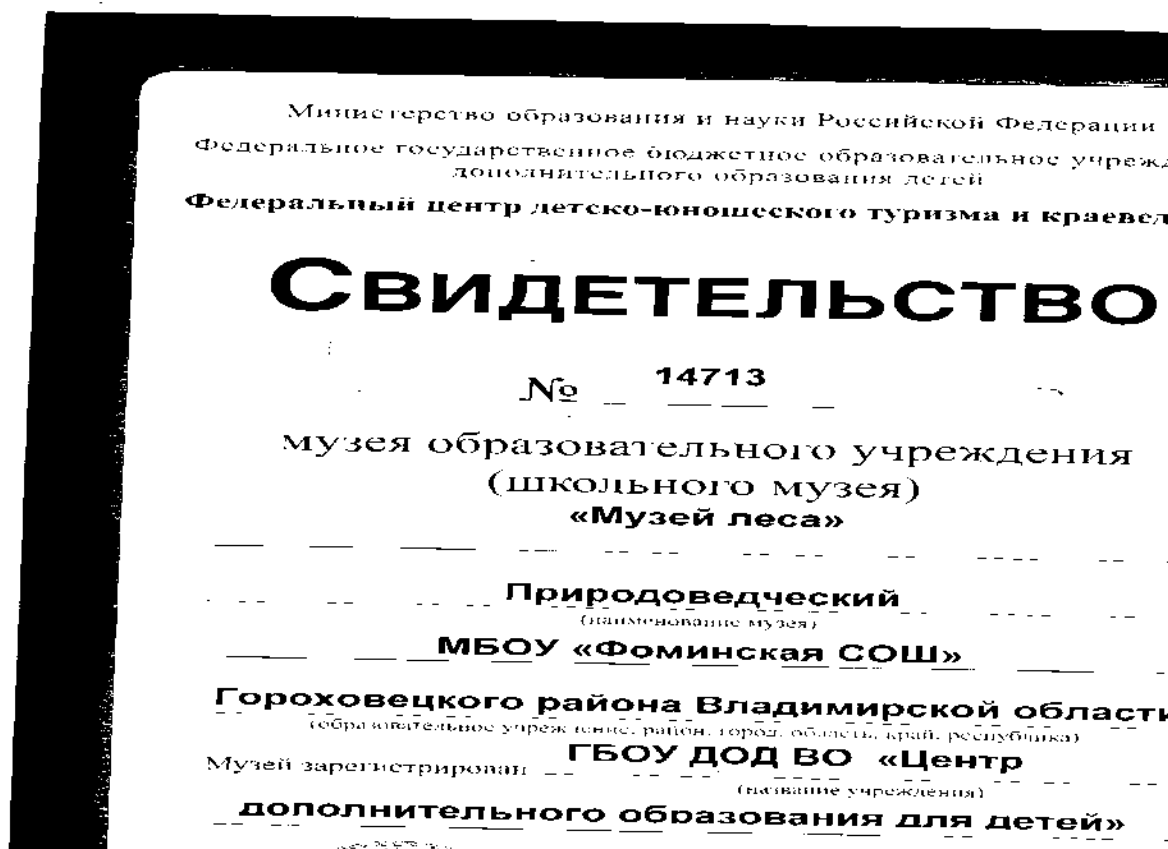 Министерство образования и науки Российской Федерации
Федеральное государственное бюджетное образовательное учрежд
дополнительного образования детей
Федеральный центр детско-юношеского туризма и краевед
СВИДЕТЕЛЬСТВО
№ 14713
музея образовательного учреждения
(школьного музея)
«Музей леса»
Природоведческий
(наименование музея)
МБОУ «Фоминская СОШ»
Гороховецкого района Владимирской области
(образовательное учреждение, район, город, область, край, республика)
Музей зарегистрирован ГБОУ ДОД ВО «Центр
(название учреждения)
дополнительного образования для детей»